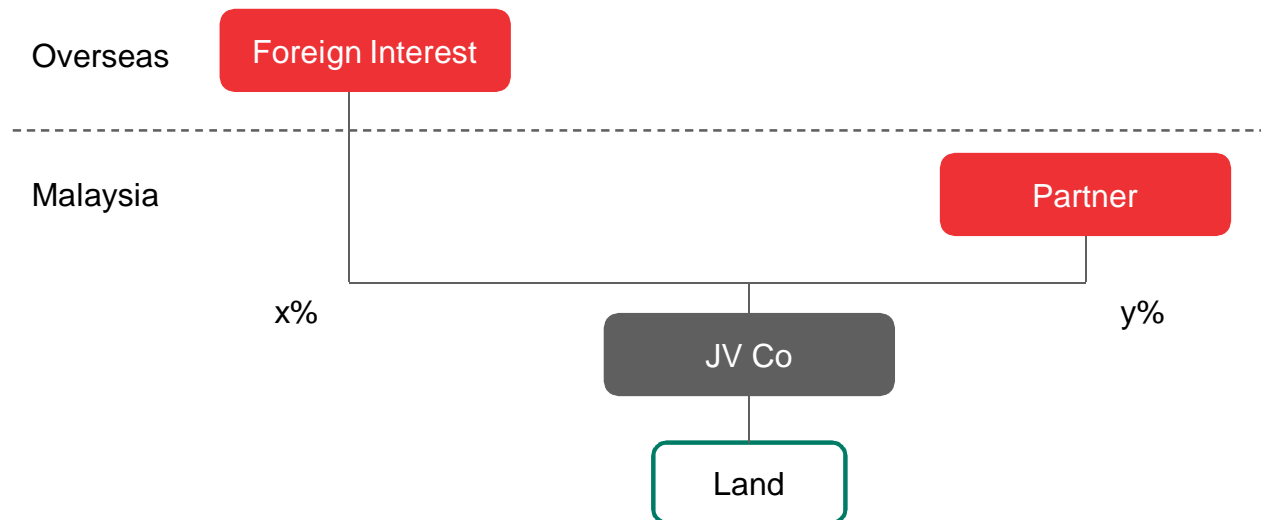 Overseas
Foreign Interest
Malaysia
Partner
x%
y%
JV Co
Land